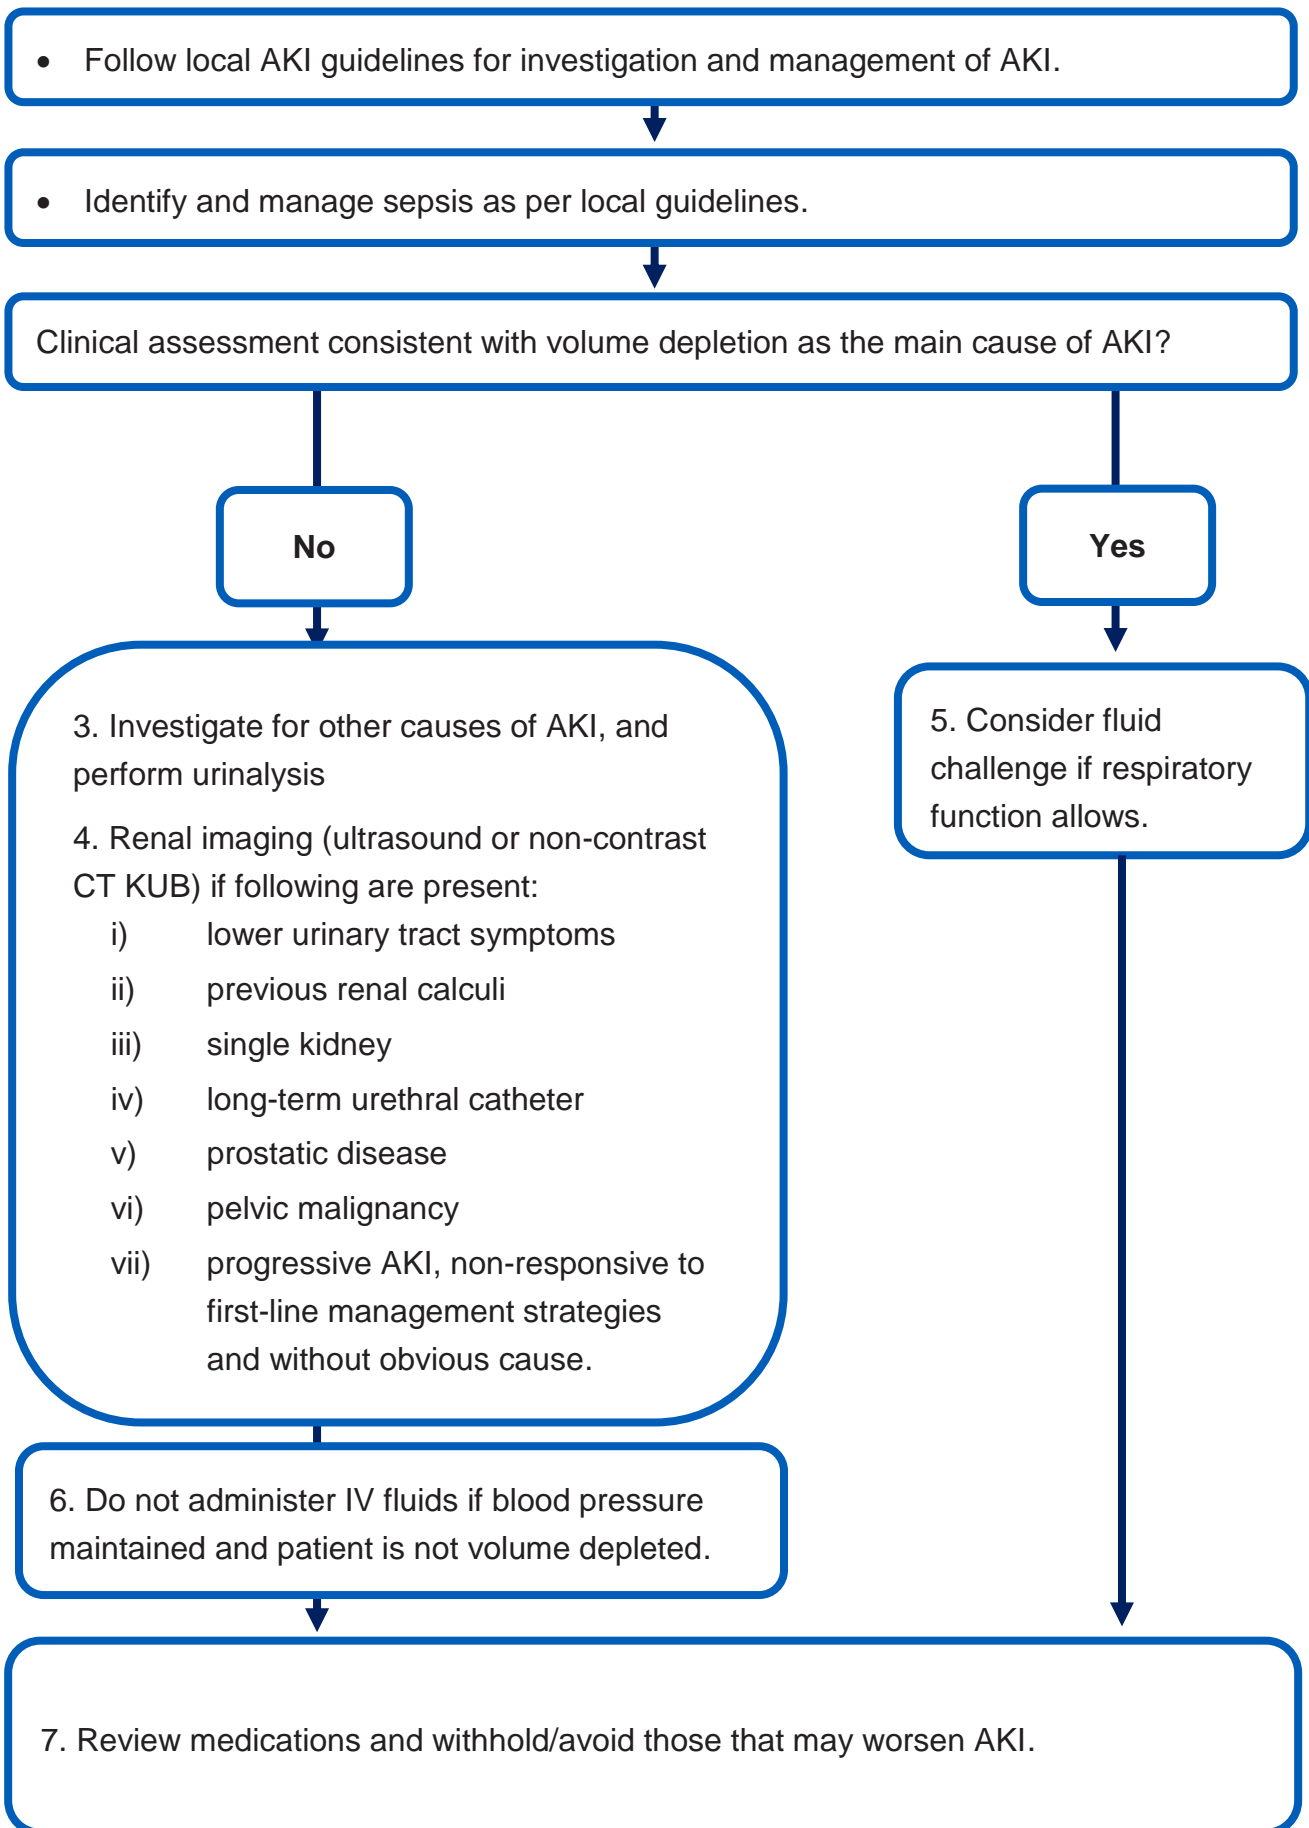 • Follow local AKI guidelines for investigation and management of AKI.
• Identify and manage sepsis as per local guidelines.
Clinical assessment consistent with volume depletion as the main cause of AKI?
No
Yes
3. Investigate for other causes of AKI, and
perform urinalysis
4. Renal imaging (ultrasound or non-contrast
CT KUB) if following are present:
i) lower urinary tract symptoms
ii) previous renal calculi
iii) single kidney
iv) long-term urethral catheter
v) prostatic disease
vi) pelvic malignancy
vii) progressive AKI, non-responsive to
first-line management strategies
and without obvious cause.
5. Consider fluid
challenge if respiratory
function allows.
6. Do not administer IV fluids if blood pressure
maintained and patient is not volume depleted.
7. Review medications and withhold/avoid those that may worsen AKI.